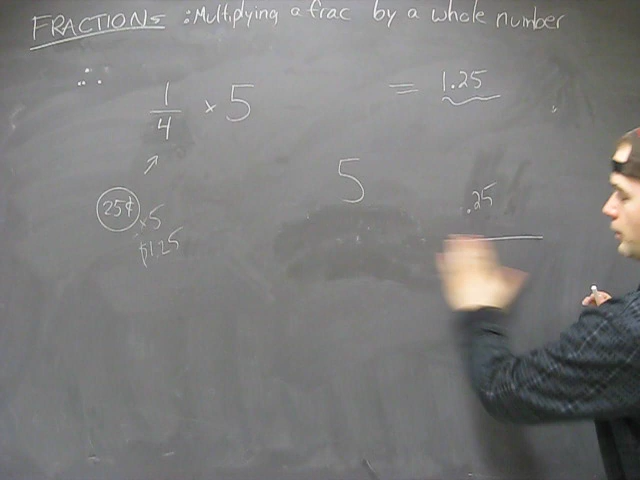 FRACTIONS : Multiplying a frac by a whole number
1/4 × 5 = 1.25
25¢ × 5
$1.25
5
.25